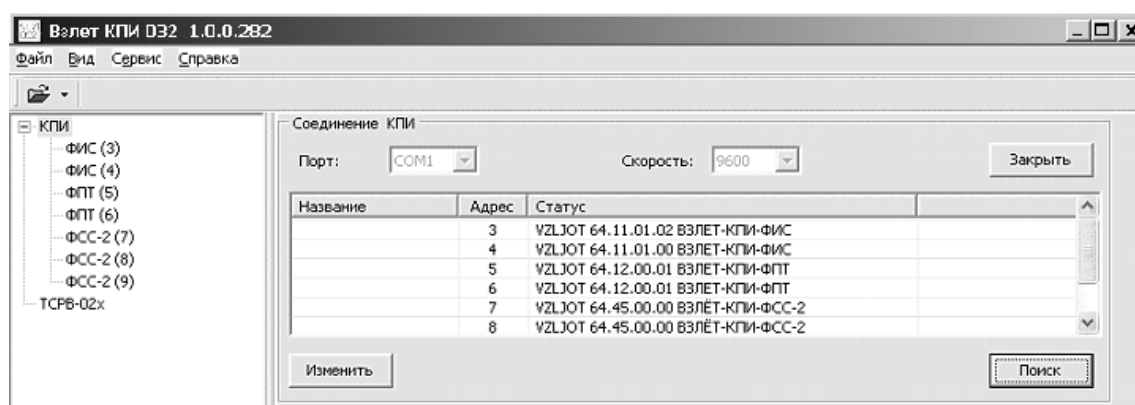 Взлет КПИ D32 1.0.0.282
Файл Вид Сервис Справка
КПИ
ФИС (3)
ФИС (4)
ФПТ (5)
ФПТ (6)
ФСС-2 (7)
ФСС-2 (8)
ФСС-2 (9)
ТСРВ-02х
Соединение КПИ
Порт: COM1 Скорость: 9600 Закрыть
Название Адрес Статус
3 VZLJOT 64.11.01.02 ВЗЛЕТ-КПИ-ФИС
4 VZLJOT 64.11.01.00 ВЗЛЕТ-КПИ-ФИС
5 VZLJOT 64.12.00.01 ВЗЛЕТ-КПИ-ФПТ
6 VZLJOT 64.12.00.01 ВЗЛЕТ-КПИ-ФПТ
7 VZLJOT 64.45.00.00 ВЗЛЁТ-КПИ-ФСС-2
8 VZLJOT 64.45.00.00 ВЗЛЁТ-КПИ-ФСС-2
Изменить Поиск